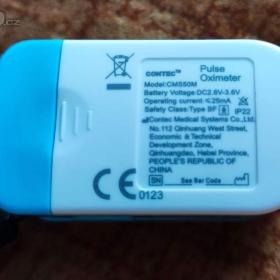 CONTEC™ Pulse Oximeter
Model:CMS50M
Battery Voltage:DC2.6V-3.6V
Operating current:≤25mA
Safety Class:Type BF IP22
Contec Medical Systems Co.,Ltd.
No.112 Qinhuang West Street,
Economic & Technical
Development Zone,
Qinhuangdao, Hebei Province,
PEOPLE'S REPUBLIC OF
CHINA
SN See Bar Code
CE 0123